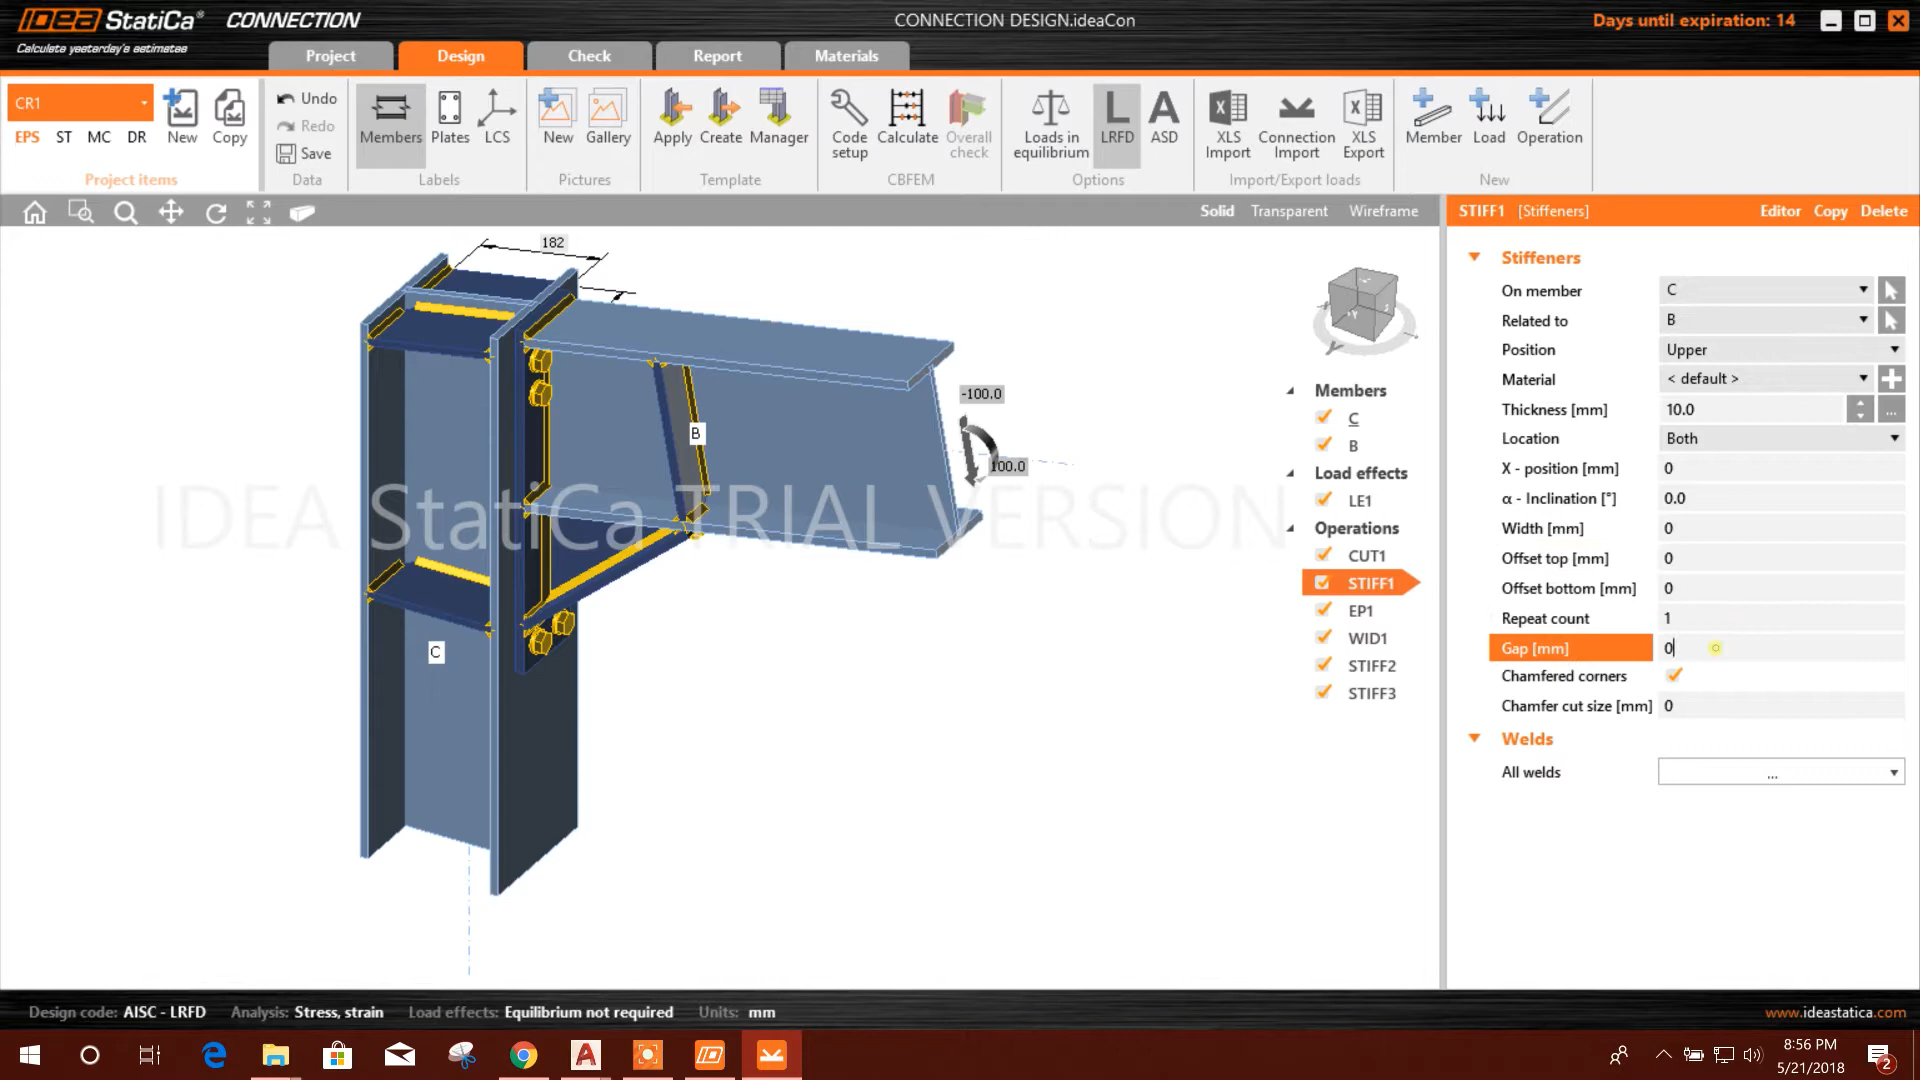 IDEA StatiCa® CONNECTION
Calculate yesterday's estimates
CONNECTION DESIGN.ideaCon
Days until expiration: 14
Project
Design
Check
Report
Materials
CR1
EPS ST MC DR
New
Copy
Project items
Undo
Redo
Save
Data
Members
Plates
LCS
Labels
New
Gallery
Pictures
Apply
Create
Manager
Template
Code setup
Calculate
Overall check
CBFEM
Loads in equilibrium
LRFD
ASD
Options
XLS Import
Connection Import
XLS Export
Import/Export loads
Member
Load
Operation
New
Solid Transparent Wireframe
STIFF1 [Stiffeners]
Editor Copy Delete
182
B
C
-100.0
100.0
IDEA StatiCa TRIAL VERSION
Members
C
B
Load effects
LE1
Operations
CUT1
STIFF1
EP1
WID1
STIFF2
STIFF3
Stiffeners
On member C
Related to B
Position Upper
Material < default >
Thickness [mm] 10.0 ...
Location Both
X - position [mm] 0
α - Inclination [°] 0.0
Width [mm] 0
Offset top [mm] 0
Offset bottom [mm] 0
Repeat count 1
Gap [mm] 0
Chamfered corners
Chamfer cut size [mm] 0
Welds
All welds ...
Design code: AISC - LRFD Analysis: Stress, strain Load effects: Equilibrium not required Units: mm
www.ideastatica.com
8:56 PM
5/21/2018
2